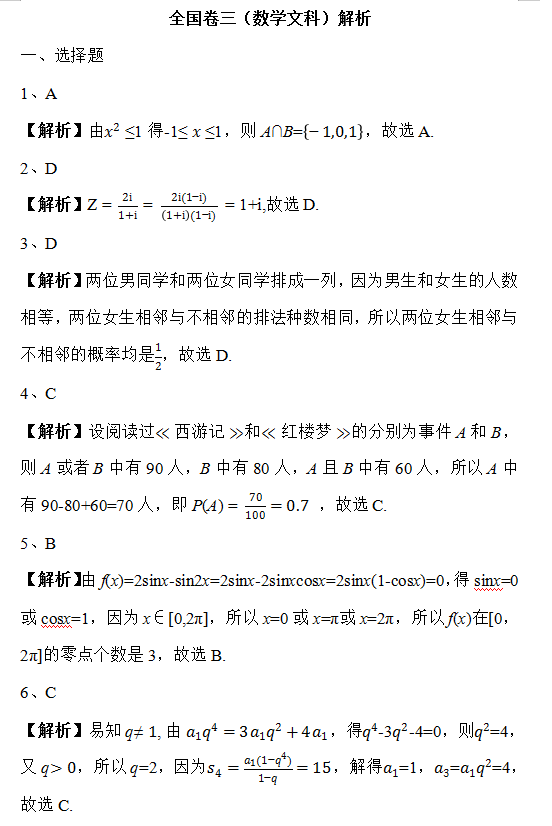 全国卷三（数学文科）解析
一、选择题
1、A
【解析】由x² ≤1 得-1≤ x ≤1，则 A∩B={− 1,0,1}，故选 A.
2、D
【解析】Z = 2i/(1+i) = 2i(1−i)/((1+i)(1−i)) = 1+i,故选 D.
3、D
【解析】两位男同学和两位女同学排成一列，因为男生和女生的人数
相等，两位女生相邻与不相邻的排法种数相同，所以两位女生相邻与
不相邻的概率均是1/2，故选 D.
4、C
【解析】设阅读过≪ 西游记 ≫和≪ 红楼梦 ≫的分别为事件 A 和 B，
则 A 或者 B 中有 90 人，B 中有 80 人，A 且 B 中有 60 人，所以 A 中
有 90-80+60=70 人，即 P(A) = 70/100 = 0.7 ，故选 C.
5、B
【解析】由 f(x)=2sinx-sin2x=2sinx-2sinxcosx=2sinx(1-cosx)=0，得 sinx=0
或 cosx=1，因为 x∈[0,2π]，所以 x=0 或 x=π或 x=2π，所以 f(x)在[0，
2π]的零点个数是 3，故选 B.
6、C
【解析】易知 q≠ 1, 由 a₁q⁴ = 3a₁q² + 4a₁，得q⁴-3q²-4=0，则q²=4，
又 q> 0，所以 q=2，因为s₄ = a₁(1−q⁴)/(1−q) = 15，解得a₁=1，a₃=a₁q²=4，
故选 C.